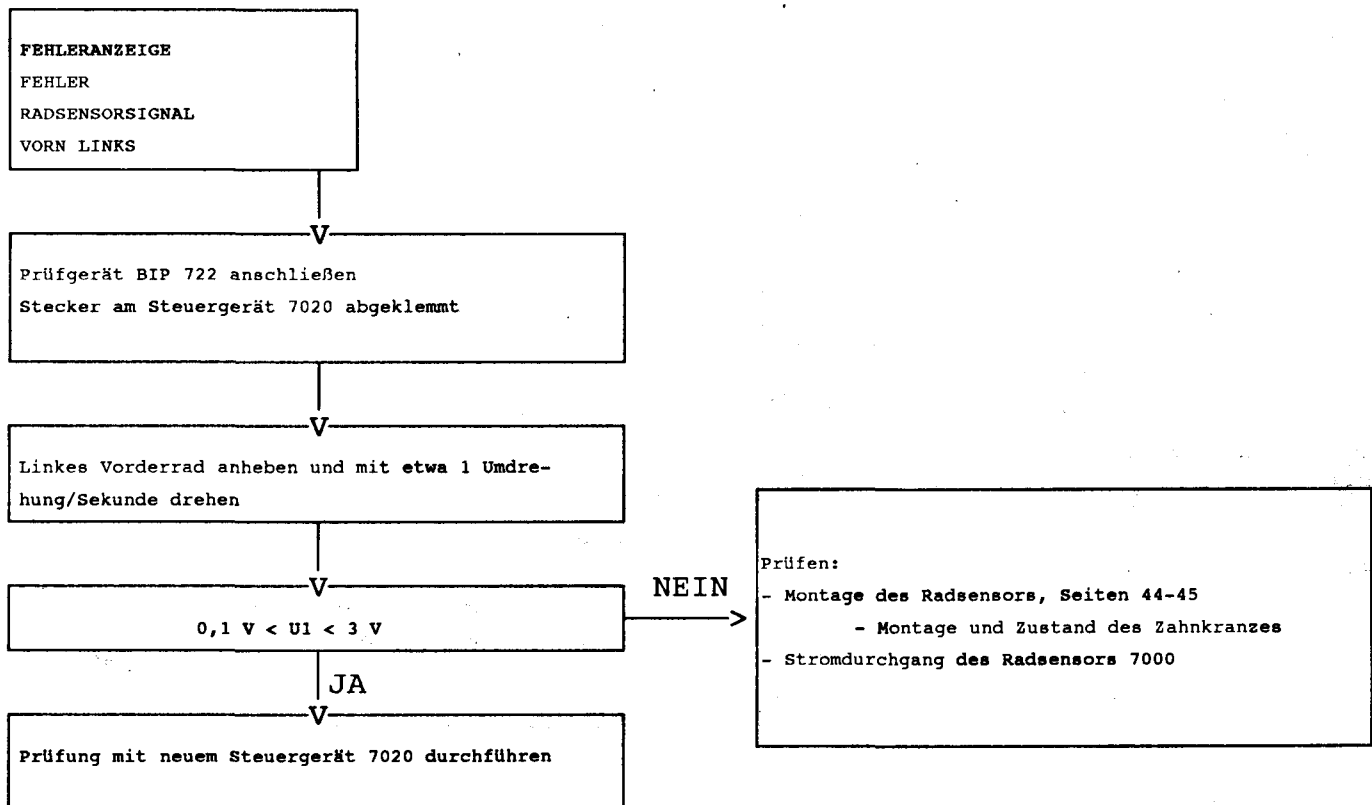 FEHLERANZEIGE
FEHLER
RADSENSORSIGNAL
VORN LINKS
V
Prüfgerät BIP 722 anschließen
Stecker am Steuergerät 7020 abgeklemmt
V
Linkes Vorderrad anheben und mit etwa 1 Umdre-
hung/Sekunde drehen
V
0,1 V < U1 < 3 V
NEIN
>
Prüfen:
- Montage des Radsensors, Seiten 44-45
- Montage und Zustand des Zahnkranzes
- Stromdurchgang des Radsensors 7000
JA
V
Prüfung mit neuem Steuergerät 7020 durchführen